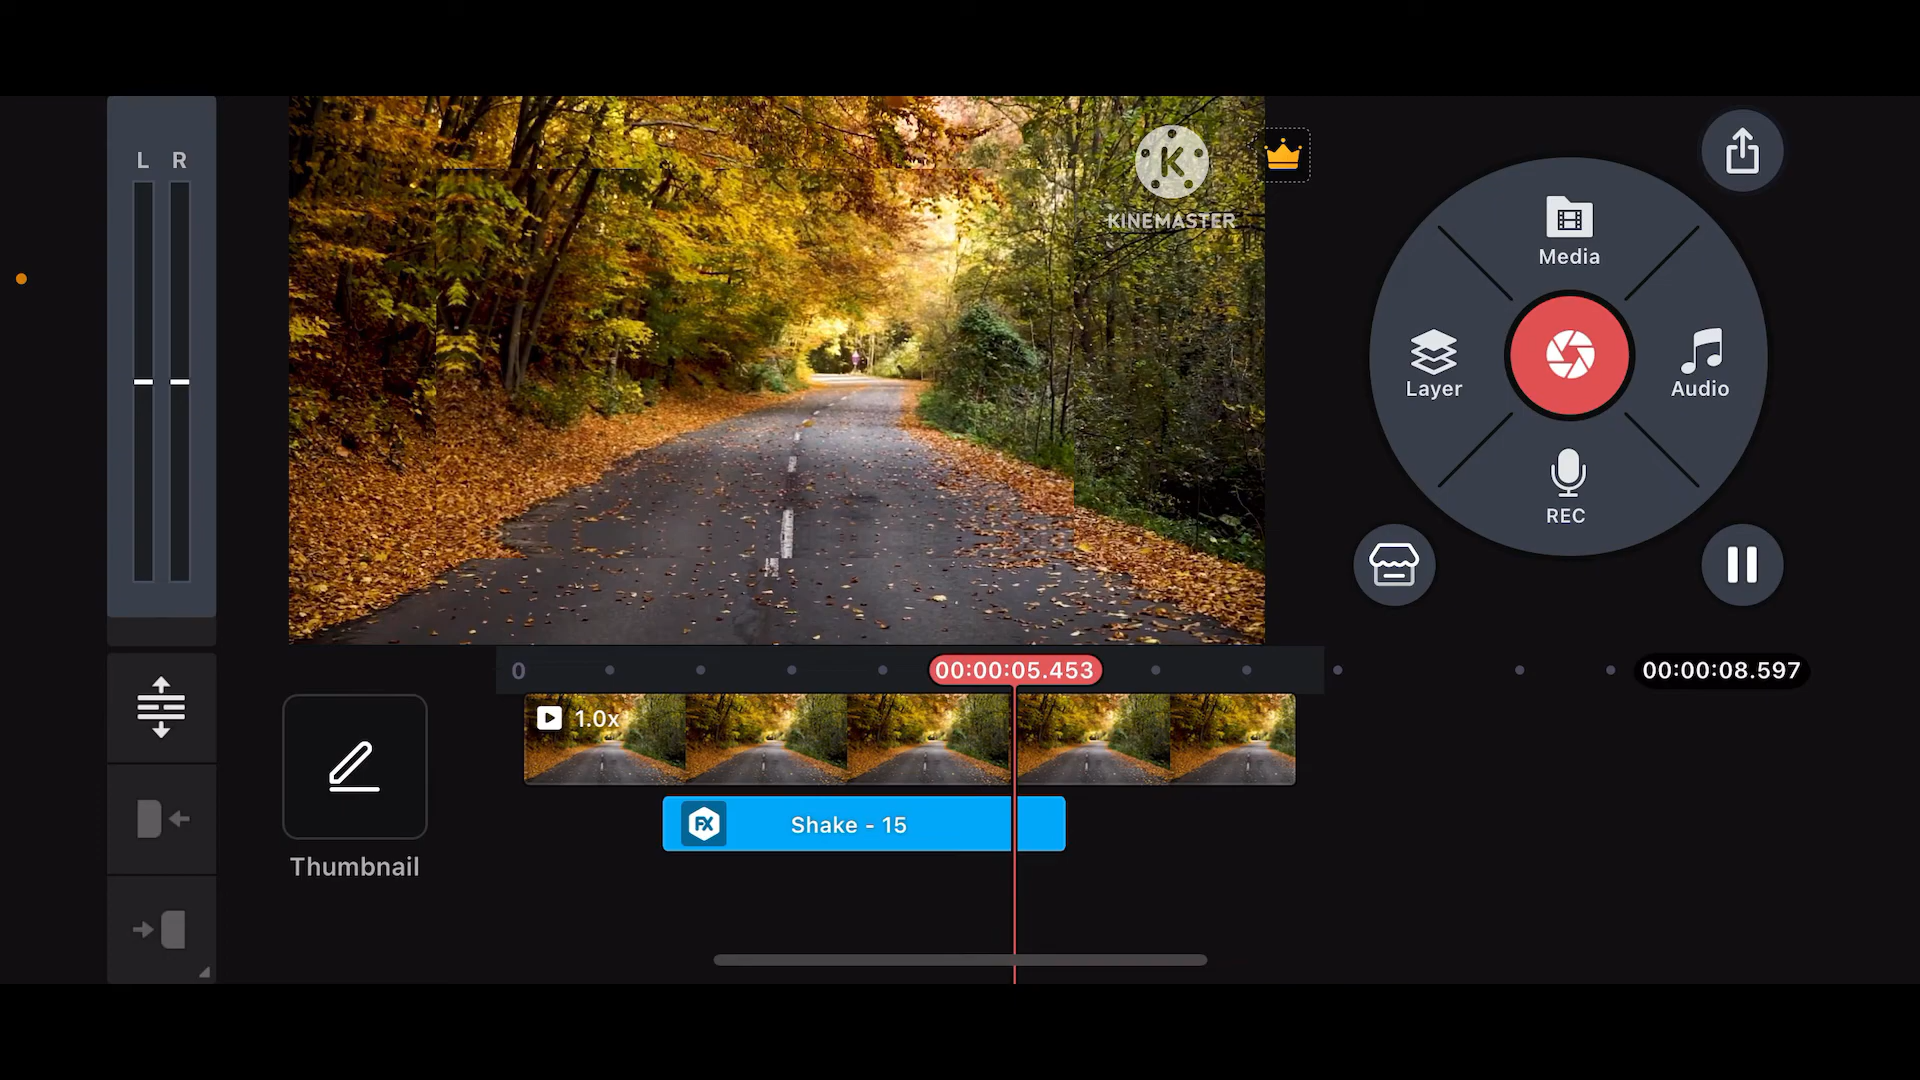 L R
K
KINEMASTER
Media
Layer
Audio
REC
0
00:00:05.453
00:00:08.597
1.0x
FX
Shake - 15
Thumbnail